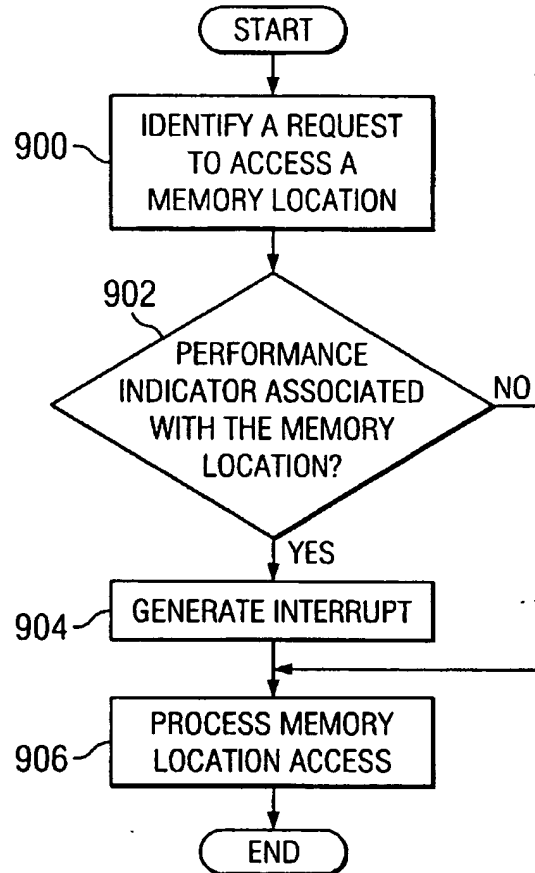 START
900
IDENTIFY A REQUEST
TO ACCESS A
MEMORY LOCATION
902
PERFORMANCE
INDICATOR ASSOCIATED
WITH THE MEMORY
LOCATION?
NO
YES
904
GENERATE INTERRUPT
906
PROCESS MEMORY
LOCATION ACCESS
END